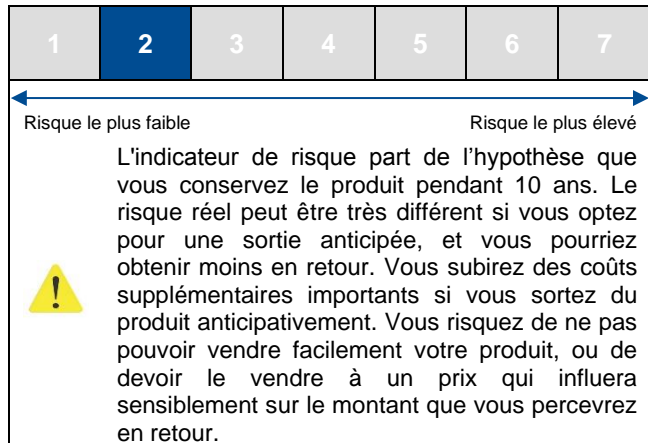 1 2 3 4 5 6 7
Risque le plus faible Risque le plus élevé
L'indicateur de risque part de l’hypothèse que
vous conservez le produit pendant 10 ans. Le
risque réel peut être très différent si vous optez
pour une sortie anticipée, et vous pourriez
obtenir moins en retour. Vous subirez des coûts
supplémentaires importants si vous sortez du
produit anticipativement. Vous risquez de ne pas
pouvoir vendre facilement votre produit, ou de
devoir le vendre à un prix qui influera
sensiblement sur le montant que vous percevrez
en retour.